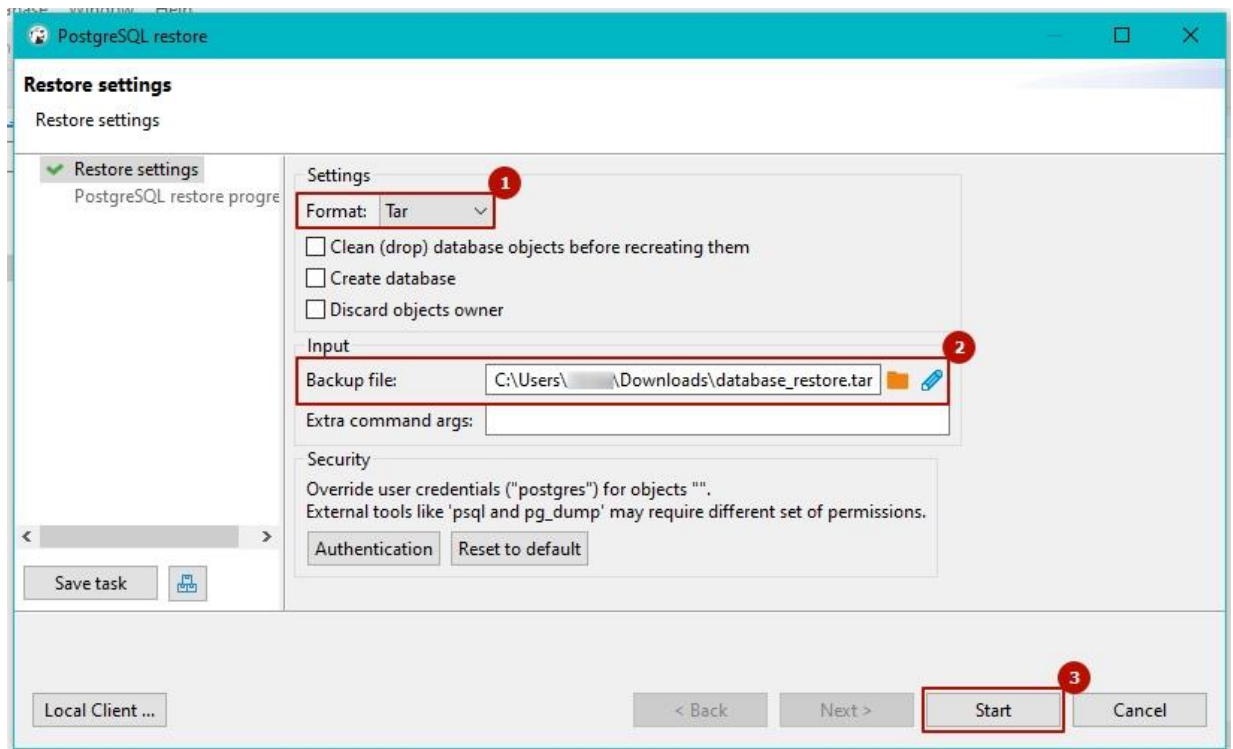 Window Help
PostgreSQL restore
Restore settings
Restore settings
Restore settings
PostgreSQL restore progre
Settings
1
Format: Tar
Clean (drop) database objects before recreating them
Create database
Discard objects owner
Input
2
Backup file: C:\Users\ \Downloads\database_restore.tar
Extra command args:
Security
Override user credentials ("postgres") for objects "".
External tools like 'psql and pg_dump' may require different set of permissions.
Authentication Reset to default
Save task
3
Local Client ... < Back Next > Start Cancel